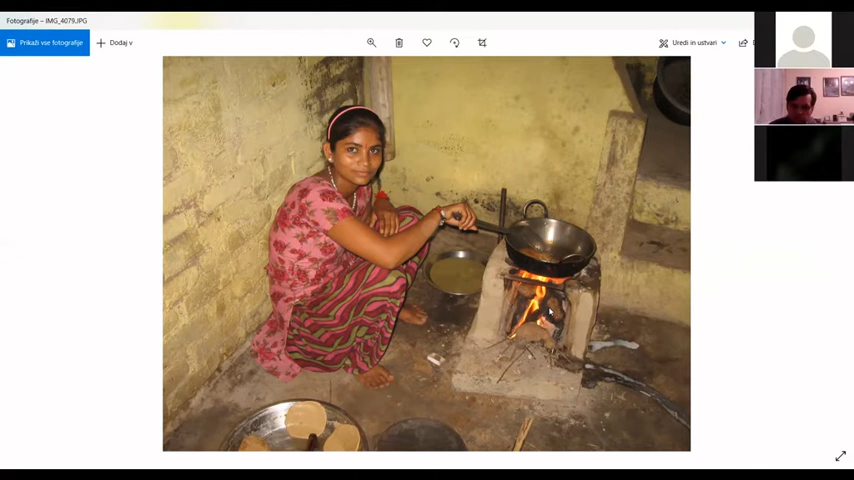 Fotografije – IMG_4079.JPG
Prikaži vse fotografije
Dodaj v
Uredi in ustvari